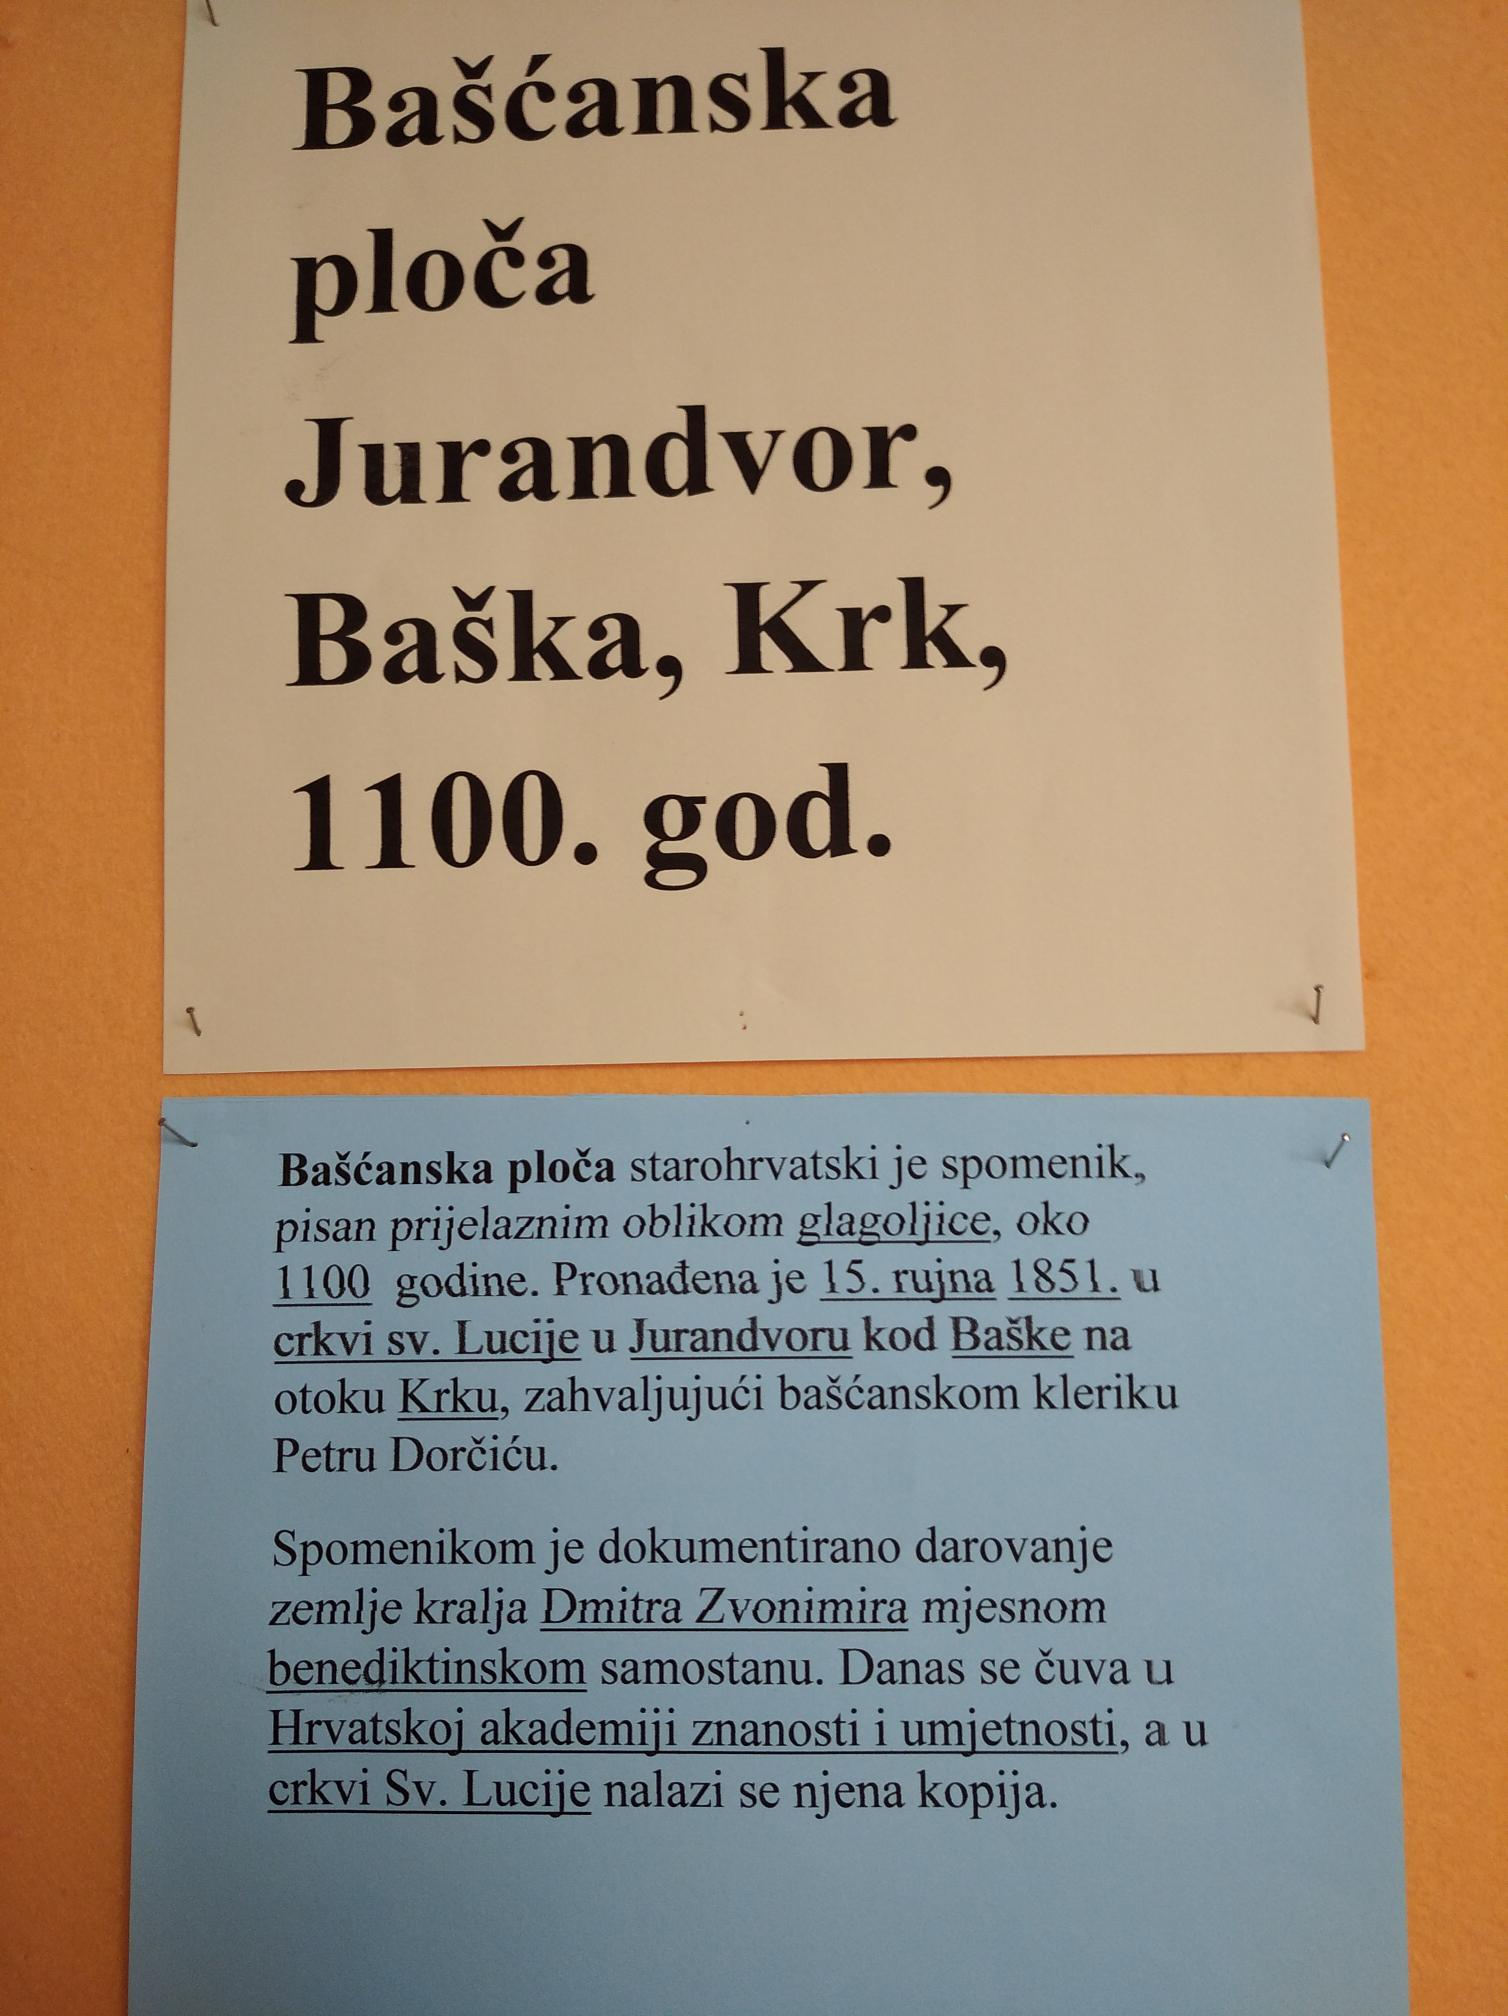 Bašćanska
ploča
Jurandvor,
Baška, Krk,
1100. god.
Bašćanska ploča starohrvatski je spomenik,
pisan prijelaznim oblikom glagoljice, oko
1100 godine. Pronađena je 15. rujna 1851. u
crkvi sv. Lucije u Jurandvoru kod Baške na
otoku Krku, zahvaljujući bašćanskom kleriku
Petru Dorčiću.
Spomenikom je dokumentirano darovanje
zemlje kralja Dmitra Zvonimira mjesnom
benediktinskom samostanu. Danas se čuva u
Hrvatskoj akademiji znanosti i umjetnosti, a u
crkvi Sv. Lucije nalazi se njena kopija.